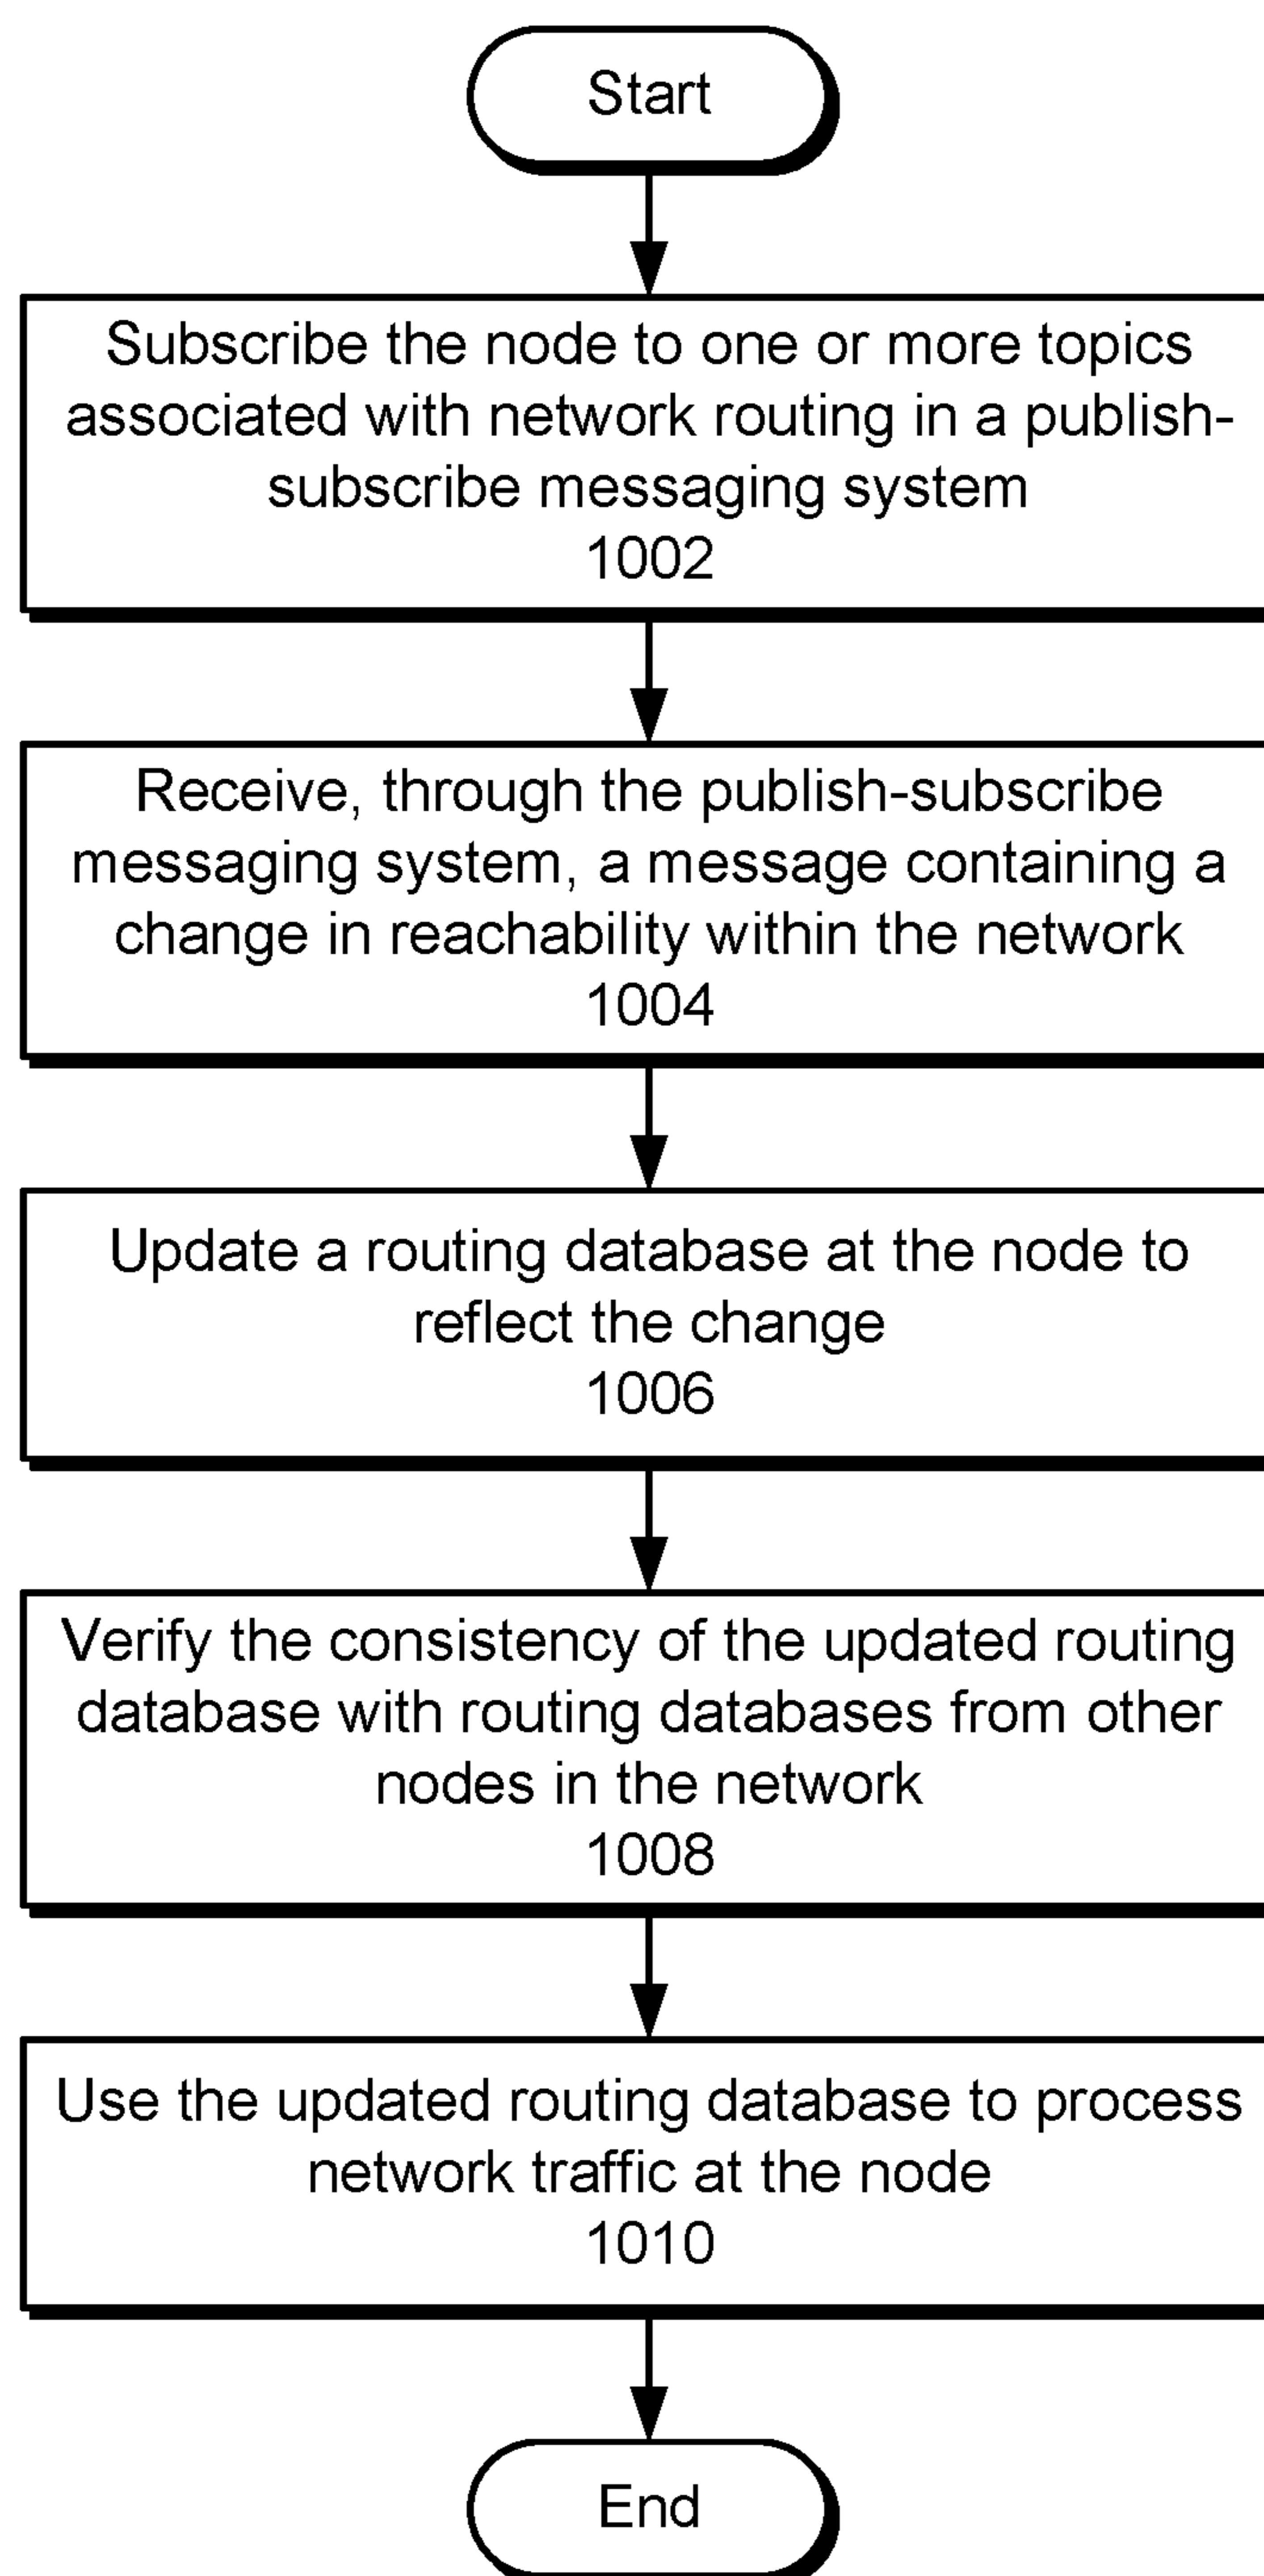 Start
Subscribe the node to one or more topics
associated with network routing in a publish-
subscribe messaging system
1002
Receive, through the publish-subscribe
messaging system, a message containing a
change in reachability within the network
1004
Update a routing database at the node to
reflect the change
1006
Verify the consistency of the updated routing
database with routing databases from other
nodes in the network
1008
Use the updated routing database to process
network traffic at the node
1010
End